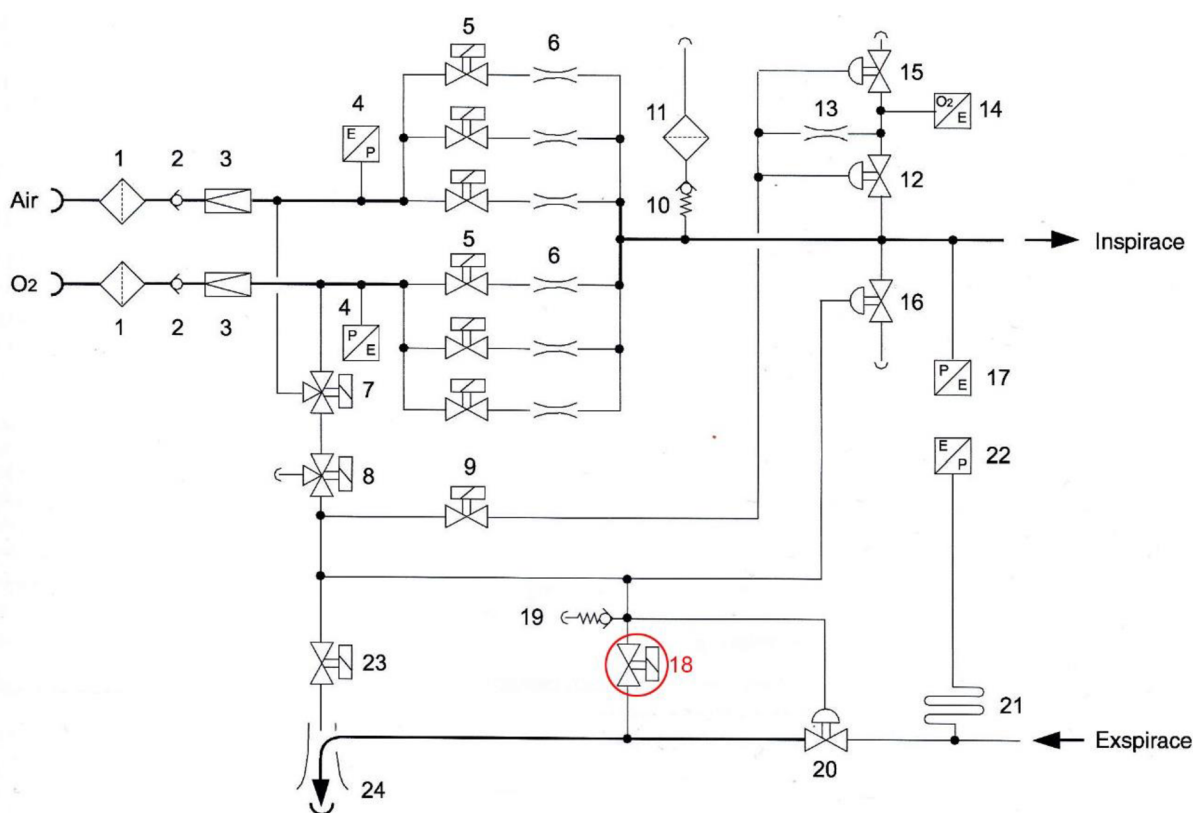 5 6 15
4 11 13 O2 E 14
E P
1 2 3 12
Air 10
5 6 Inspirace
O2 4 16
1 2 3 P E
7 P E 17
8 9 E P 22
19
23 18
21
Exspirace
24 20